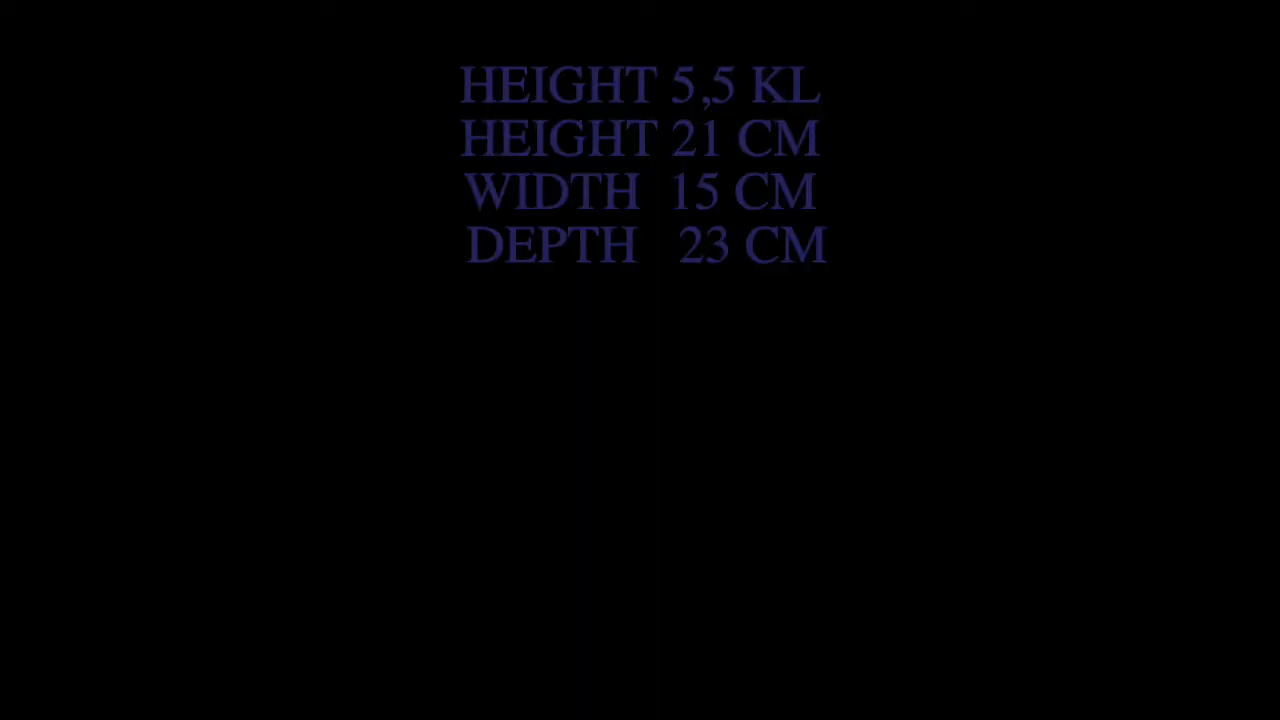 HEIGHT 5,5 KL
HEIGHT 21 CM
WIDTH 15 CM
DEPTH 23 CM